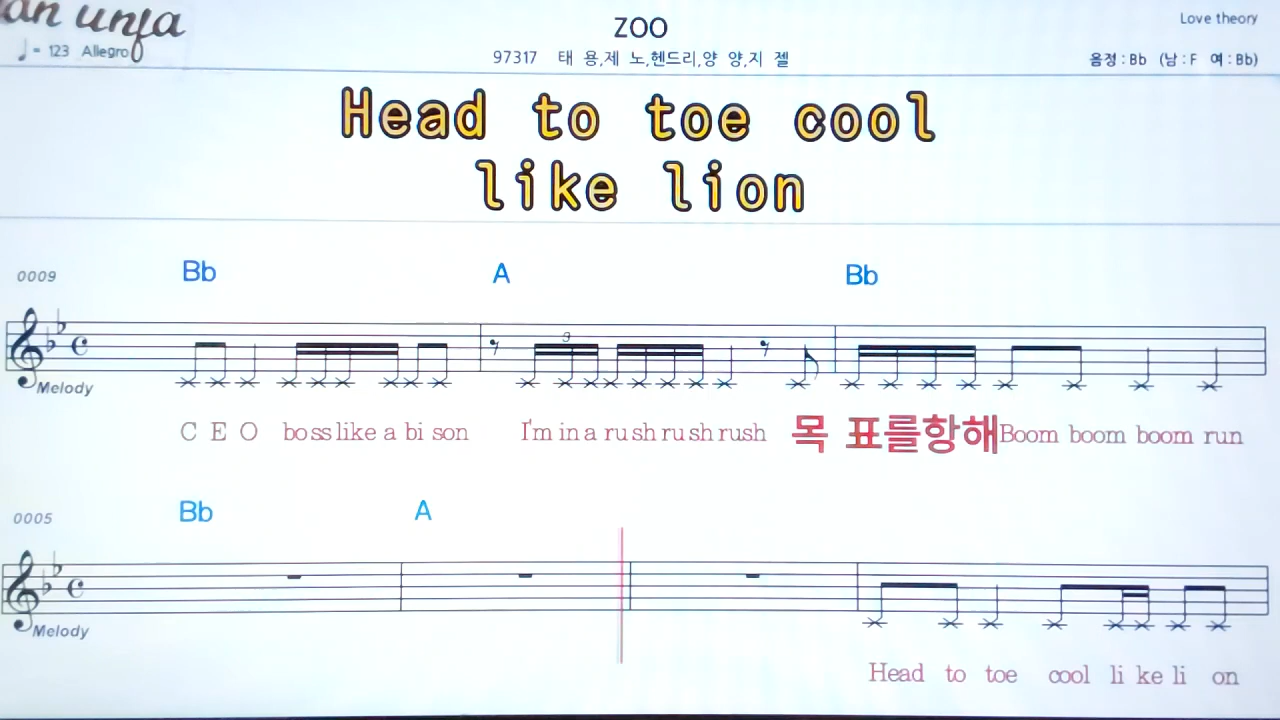 ZOO
Love theory
♩= 123 Allegro
97317 태 용,제 노,헨드리,양 양,지 젤
음정 : Bb (남 : F 여 : Bb)
Head to toe cool
like lion
0009 Bb A Bb
Melody
C E O boss like a bi son I'm in a rush rush rush 목 표를향해 Boom boom boom run
0005 Bb A
3
Melody
Head to toe cool li ke li on